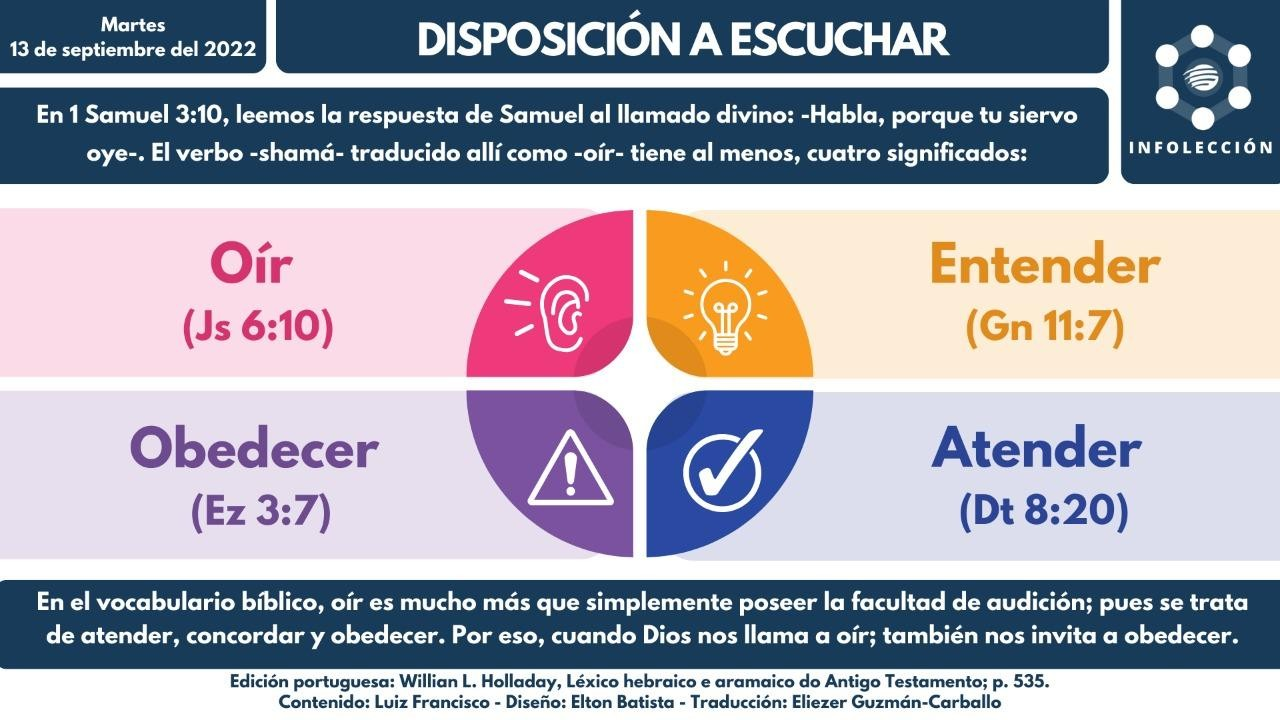 Martes
13 de septiembre del 2022
DISPOSICIÓN A ESCUCHAR
INFOLECCIÓN
En 1 Samuel 3:10, leemos la respuesta de Samuel al llamado divino: -Habla, porque tu siervo
oye-. El verbo -shamá- traducido allí como -oír- tiene al menos, cuatro significados:
Oír
(Js 6:10)
Entender
(Gn 11:7)
Obedecer
(Ez 3:7)
Atender
(Dt 8:20)
En el vocabulario bíblico, oír es mucho más que simplemente poseer la facultad de audición; pues se trata
de atender, concordar y obedecer. Por eso, cuando Dios nos llama a oír; también nos invita a obedecer.
Edición portuguesa: Willian L. Holladay, Léxico hebraico e aramaico do Antigo Testamento; p. 535.
Contenido: Luiz Francisco - Diseño: Elton Batista - Traducción: Eliezer Guzmán-Carballo